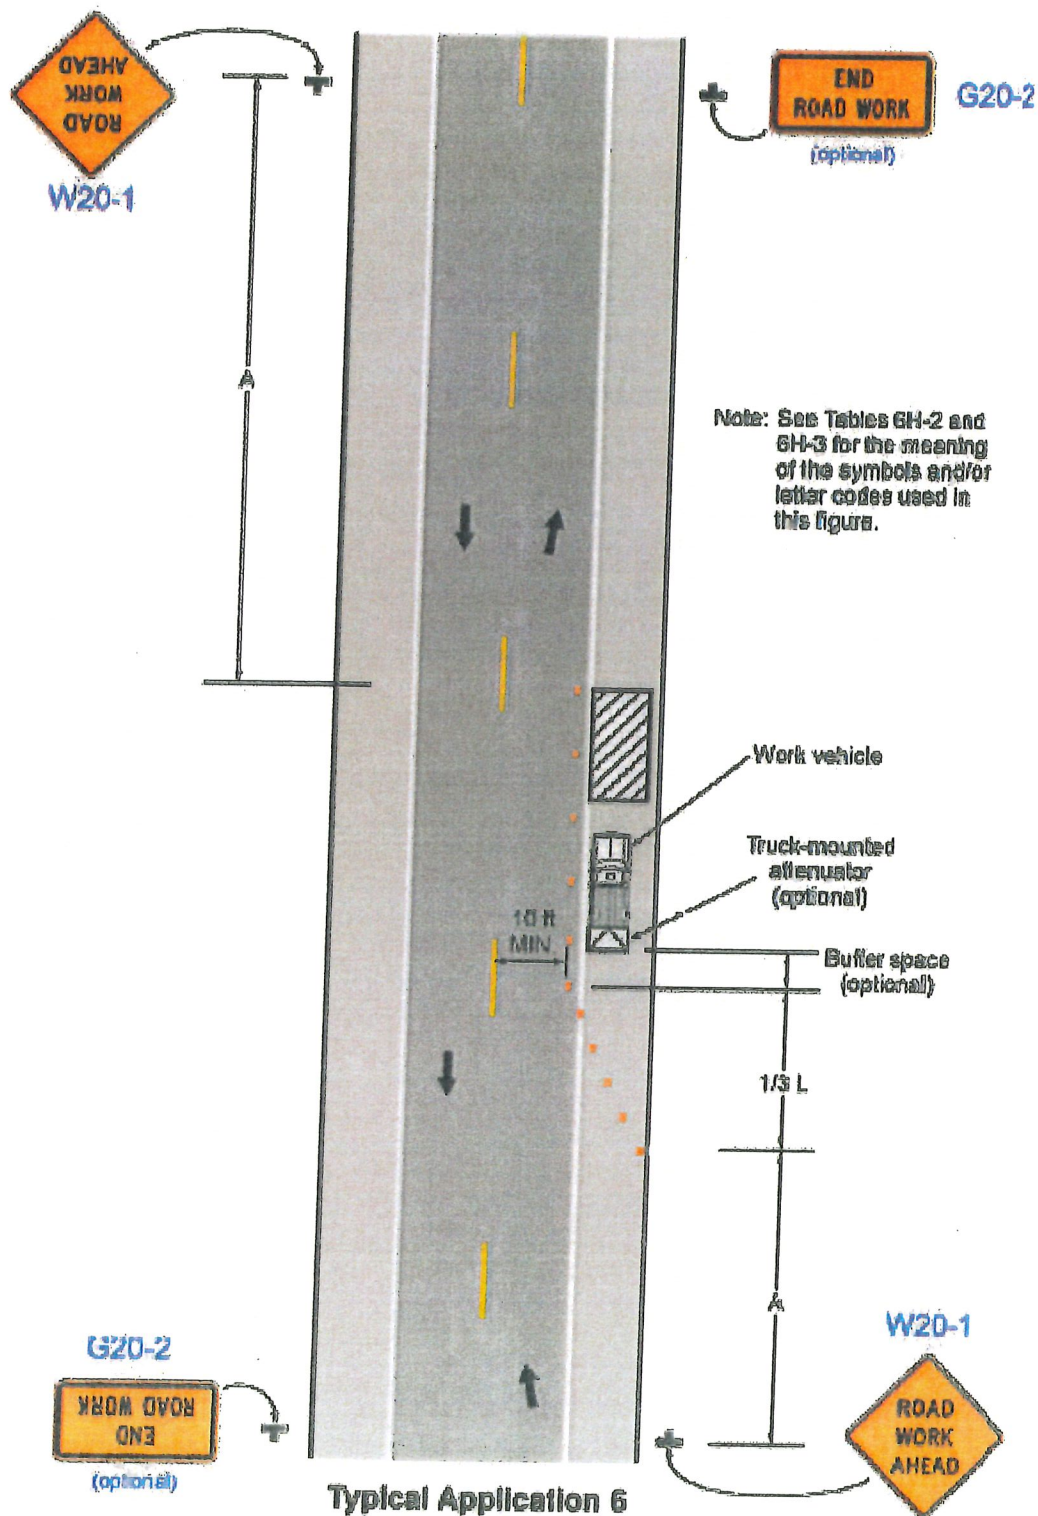 ROAD
WORK
AHEAD
W20-1
END
ROAD WORK
(optional)
G20-2
A
Note: See Tables 6H-2 and
6H-3 for the meaning
of the symbols and/or
letter codes used in
this figure.
Work vehicle
Truck-mounted
attenuator
(optional)
10 ft
MIN.
Buffer space
(optional)
1/3 L
A
G20-2
END
ROAD WORK
(optional)
W20-1
ROAD
WORK
AHEAD
Typical Application 6